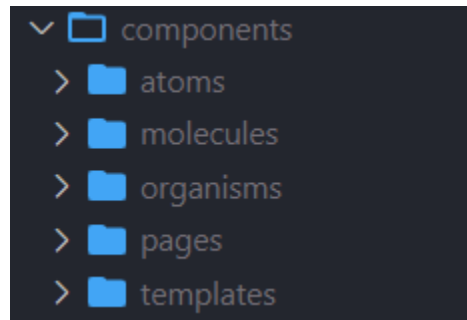 components
atoms
molecules
organisms
pages
templates